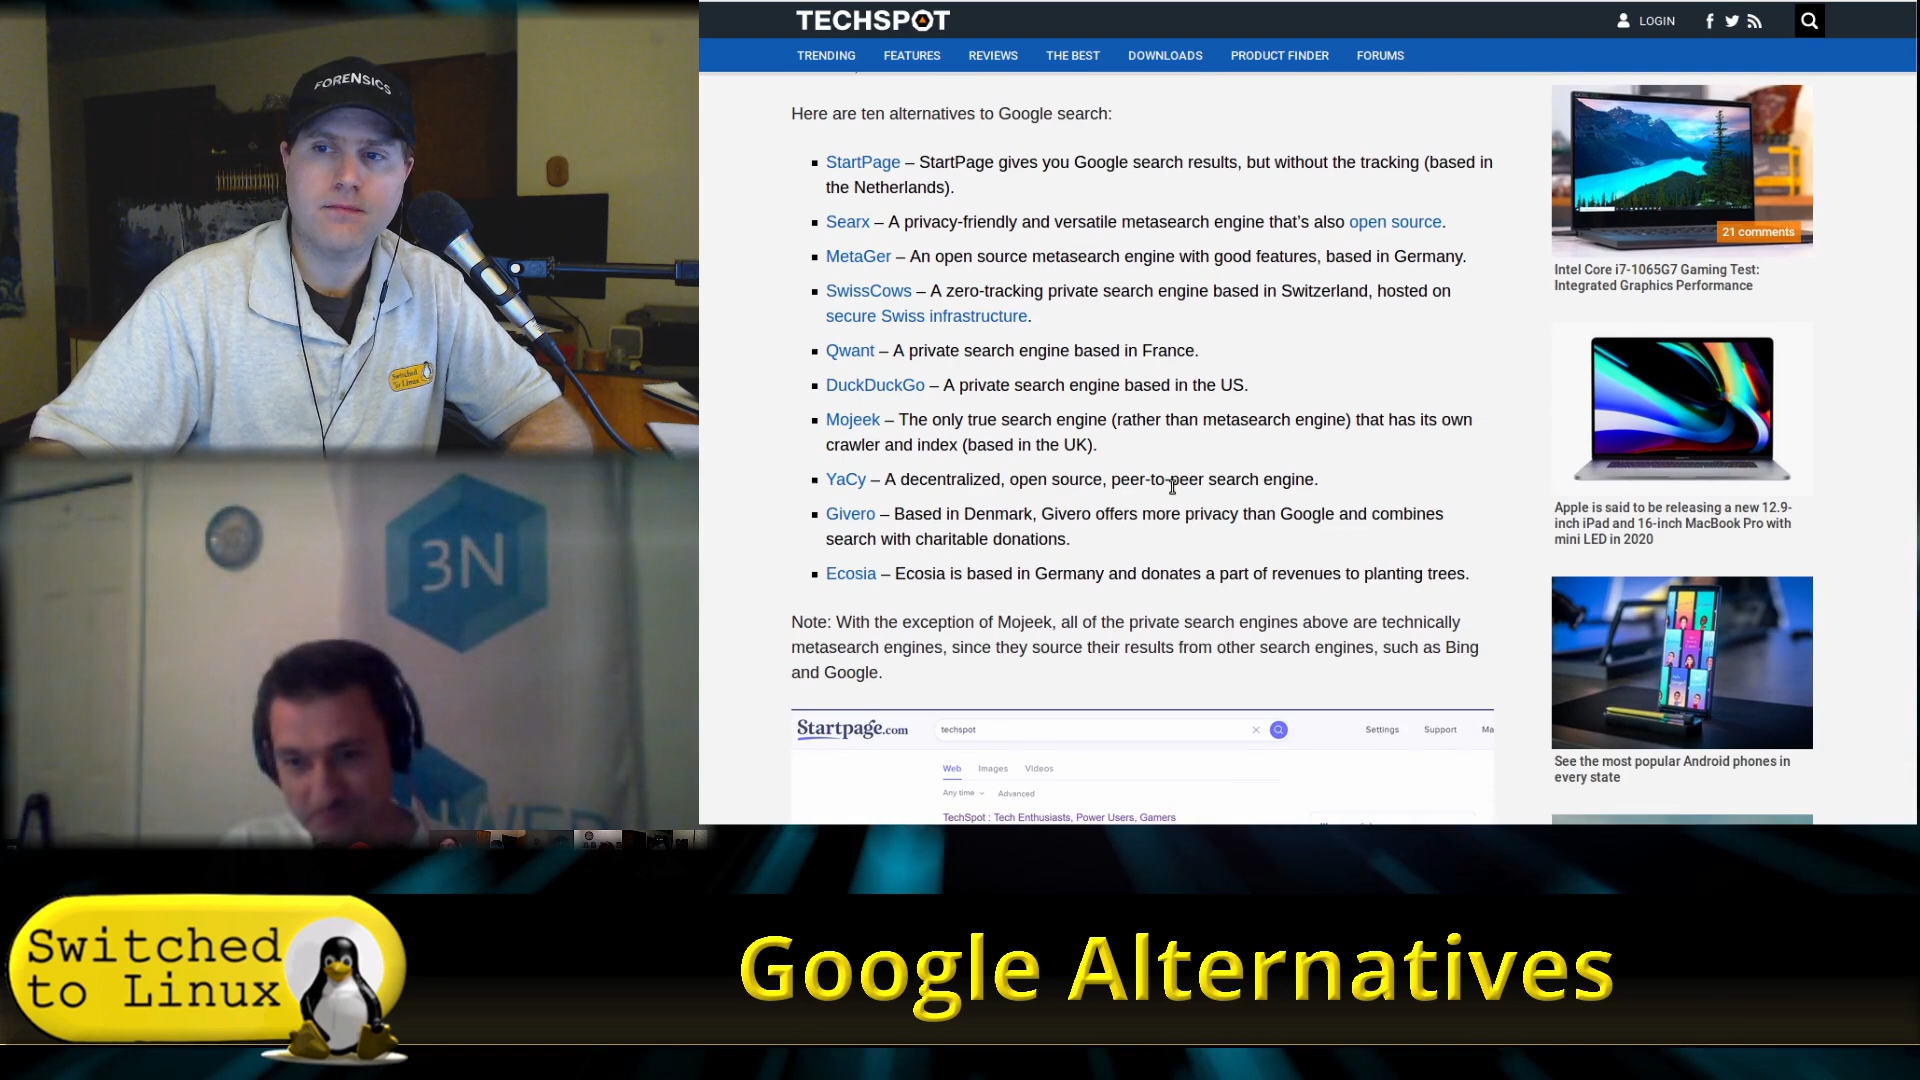 FORENSICS
Switched
To Linux
3N
TECHSPOT
LOGIN
TRENDING FEATURES REVIEWS THE BEST DOWNLOADS PRODUCT FINDER FORUMS
Here are ten alternatives to Google search:
StartPage – StartPage gives you Google search results, but without the tracking (based in
the Netherlands).
Searx – A privacy-friendly and versatile metasearch engine that’s also open source.
MetaGer – An open source metasearch engine with good features, based in Germany.
SwissCows – A zero-tracking private search engine based in Switzerland, hosted on
secure Swiss infrastructure.
Qwant – A private search engine based in France.
DuckDuckGo – A private search engine based in the US.
Mojeek – The only true search engine (rather than metasearch engine) that has its own
crawler and index (based in the UK).
YaCy – A decentralized, open source, peer-to-peer search engine.
Givero – Based in Denmark, Givero offers more privacy than Google and combines
search with charitable donations.
Ecosia – Ecosia is based in Germany and donates a part of revenues to planting trees.
Note: With the exception of Mojeek, all of the private search engines above are technically
metasearch engines, since they source their results from other search engines, such as Bing
and Google.
Startpage.com techspot Settings Support Ma
Web Images Videos
Any time Advanced
TechSpot : Tech Enthusiasts, Power Users, Gamers
21 comments
Intel Core i7-1065G7 Gaming Test:
Integrated Graphics Performance
Apple is said to be releasing a new 12.9-
inch iPad and 16-inch MacBook Pro with
mini LED in 2020
See the most popular Android phones in
every state
Switched
to Linux
Google Alternatives